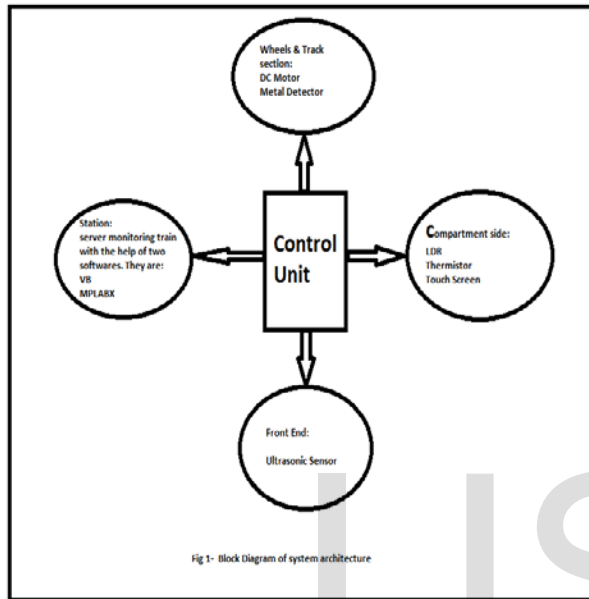 Wheels & Track
section:
DC Motor
Metal Detector
Station:
server monitoring train
with the help of two
softwares. They are:
VB
MPLABX
Control
Unit
Compartment side:
LDR
Thermistor
Touch Screen
Front End:
Ultrasonic Sensor
Fig 1- Block Diagram of system architecture